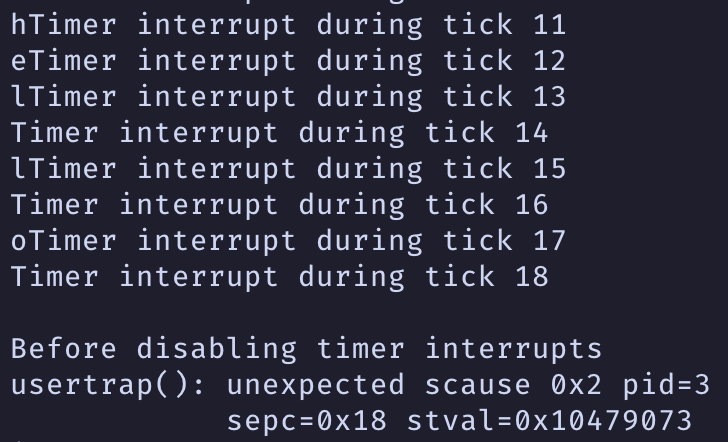 hTimer interrupt during tick 11
eTimer interrupt during tick 12
lTimer interrupt during tick 13
Timer interrupt during tick 14
lTimer interrupt during tick 15
Timer interrupt during tick 16
oTimer interrupt during tick 17
Timer interrupt during tick 18
Before disabling timer interrupts
usertrap(): unexpected scause 0x2 pid=3
sepc=0x18 stval=0x10479073